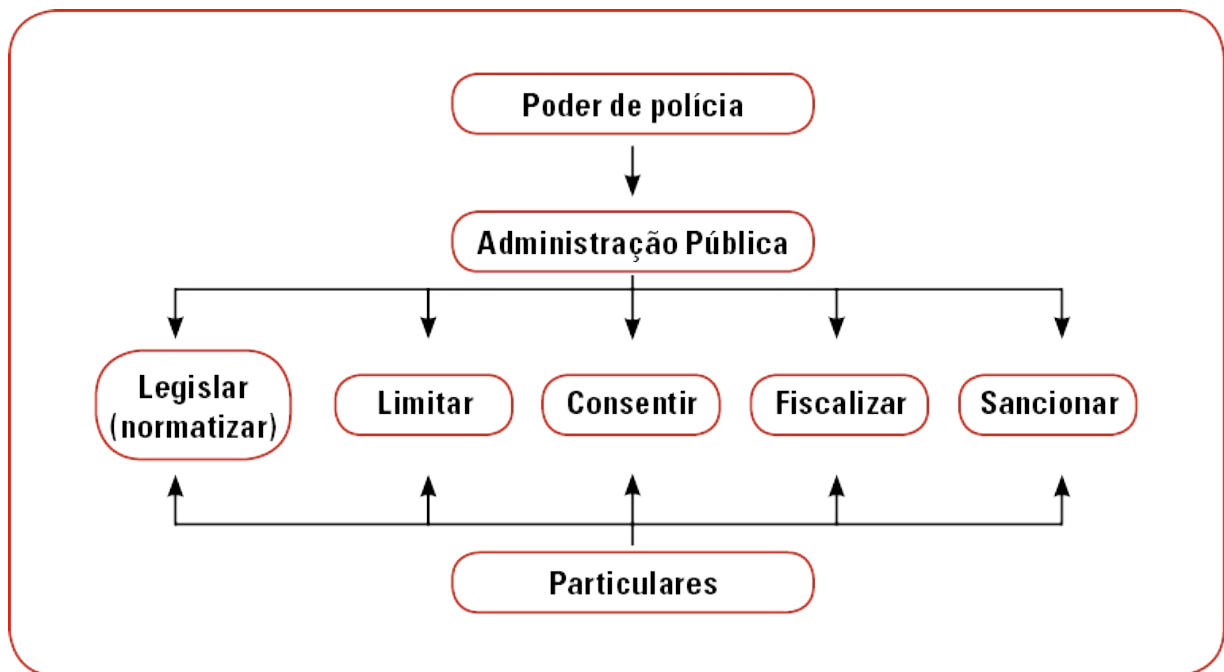 Poder de polícia
Administração Pública
Legislar
(normatizar)
Limitar
Consentir
Fiscalizar
Sancionar
Particulares